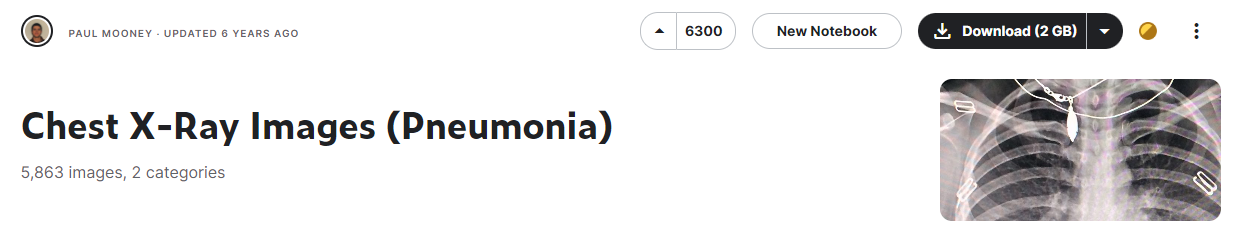 PAUL MOONEY · UPDATED 6 YEARS AGO
6300
New Notebook
Download (2 GB)
Chest X-Ray Images (Pneumonia)
5,863 images, 2 categories